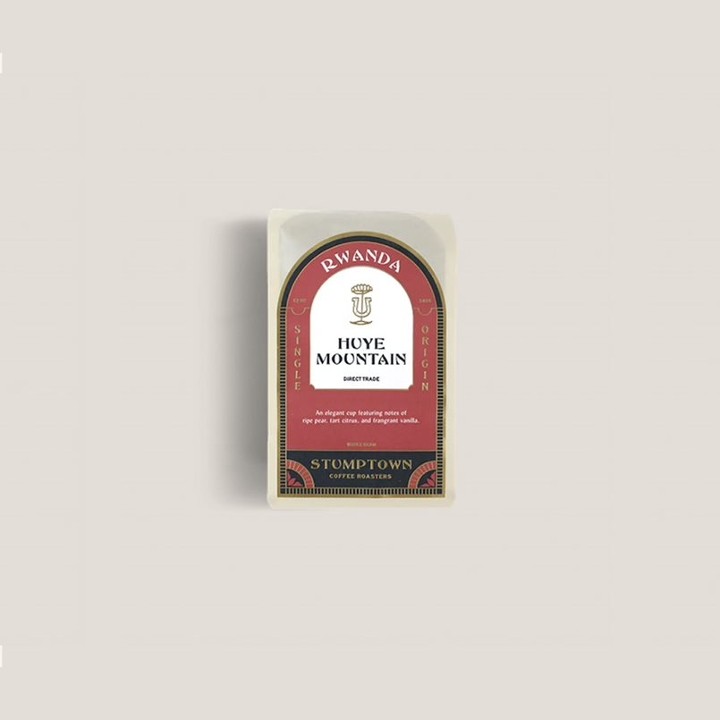 RWANDA
SINGLE
ORIGIN
HUYE
MOUNTAIN
DIRECT TRADE
An elegant cup featuring notes of
ripe pear, tart citrus, and frangrant vanilla.
STUMPTOWN
COFFEE ROASTERS